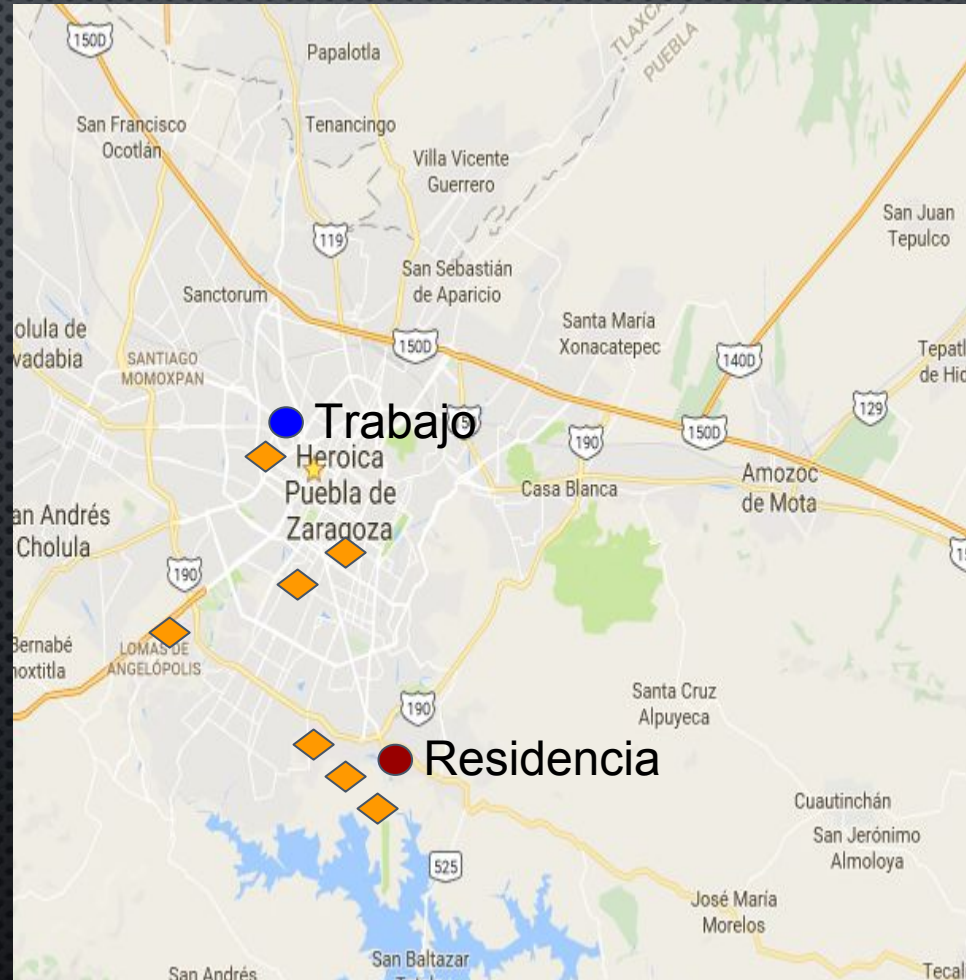 TLAXCA
PUEBLA
150D
Papalotla
San Francisco
Ocotlán
Tenancingo
Villa Vicente
Guerrero
San Juan
Tepulco
119
San Sebastián
de Aparicio
Sanctorum
olula de
vadabia
Santa María
Xonacatepec
150D
SANTIAGO
MOMOXPAN
140D
Tepatl
de Hid
129
Trabajo
150D
190
Heroica
Puebla de
Zaragoza
Casa Blanca
Amozoc
de Mota
an Andrés
Cholula
190
Bernabé
noxtitla
LOMAS DE
ANGELÓPOLIS
Santa Cruz
Alpuyeca
190
Residencia
Cuautinchán
San Jerónimo
Almoloya
525
José María
Morelos
San Baltazar
San Andrés
Tecal